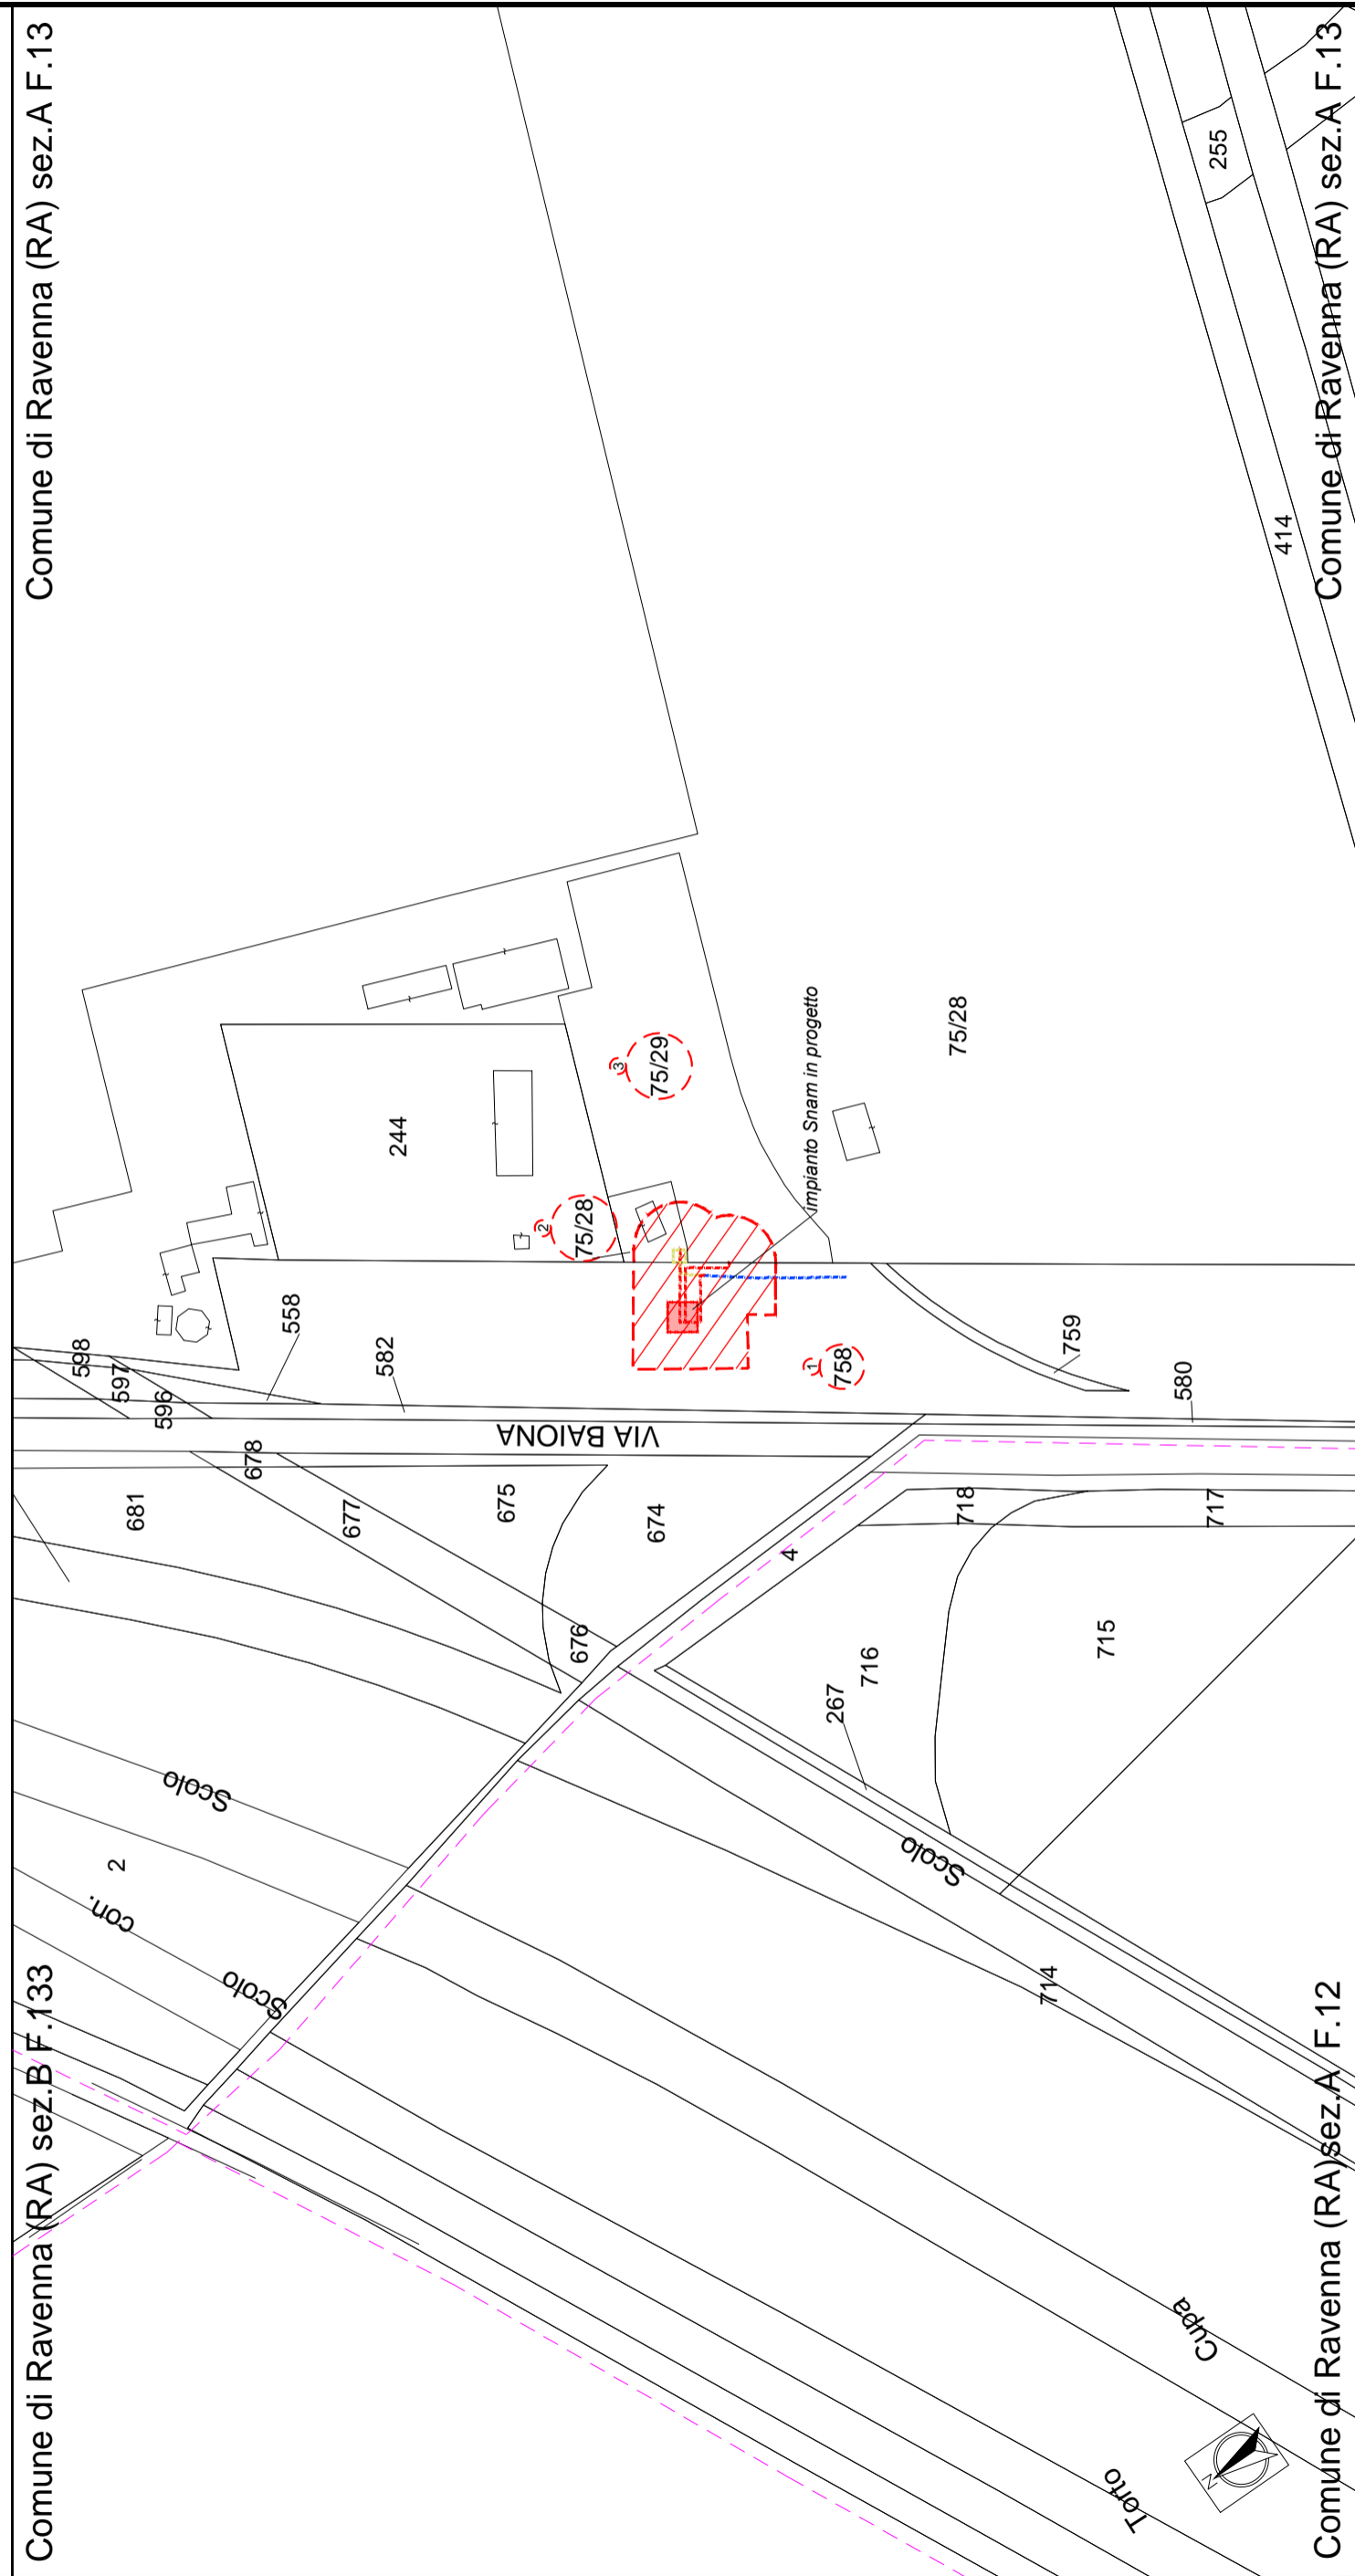 Comune di Ravenna (RA) sez.B F.133
Comune di Ravenna (RA) sez.A F.13
Comune di Ravenna (RA)sez.A F.12
Comune di Ravenna (RA) sez.A F.13
255
414
75/28
244
3
75/29
2
75/28
impianto Snam in progetto
1
758
759
580
558
582
598
597
596
VIA BAIONA
678
681
677
675
674
676
718
717
4
716
715
267
714
Scolo
2
con.
Scolo
Scolo
Cupa
Torto
N